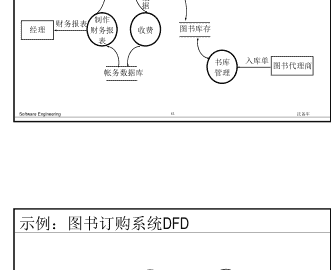 据
经理
财务报表
制作
财务报
表
收费
图书库存
书库
管理
入库单
图书代理商
帐务数据库
Software Engineering
示例：图书订购系统DFD